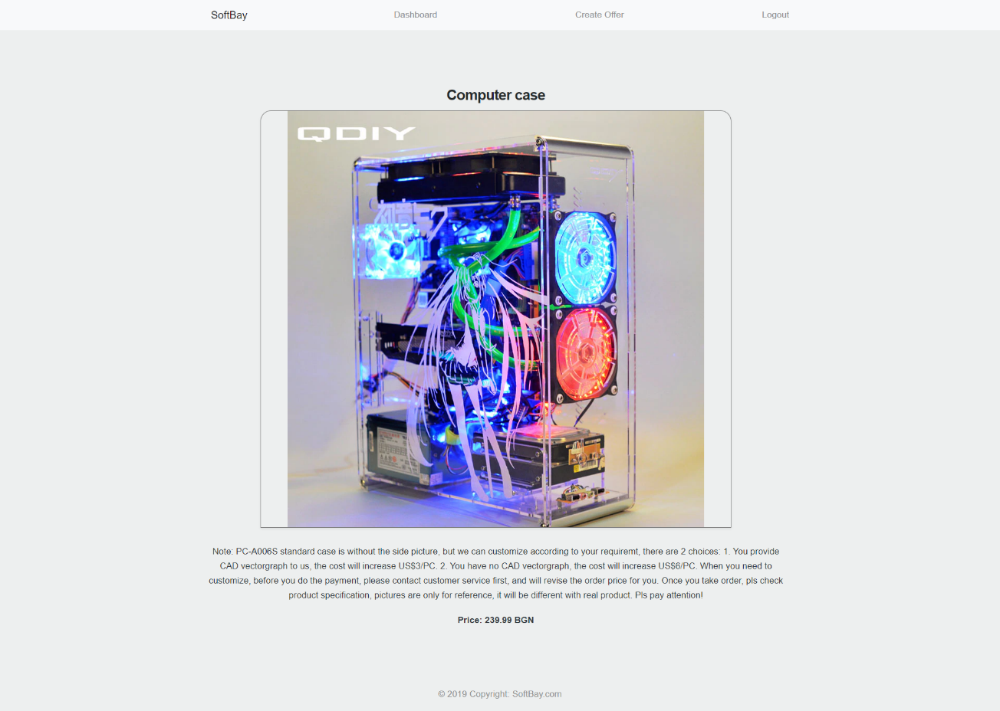 SoftBay
Dashboard
Create Offer
Logout
Computer case
QDIY
Note: PC-A006S standard case is without the side picture, but we can customize according to your requiremt, there are 2 choices: 1. You provide
CAD vectorgraph to us, the cost will increase US$3/PC. 2. You have no CAD vectorgraph, the cost will increase US$6/PC. When you need to
customize, before you do the payment, please contact customer service first, and will revise the order price for you. Once you take order, pls check
product specification, pictures are only for reference, it will be different with real product. Pls pay attention!
Price: 239.99 BGN
© 2019 Copyright: SoftBay.com